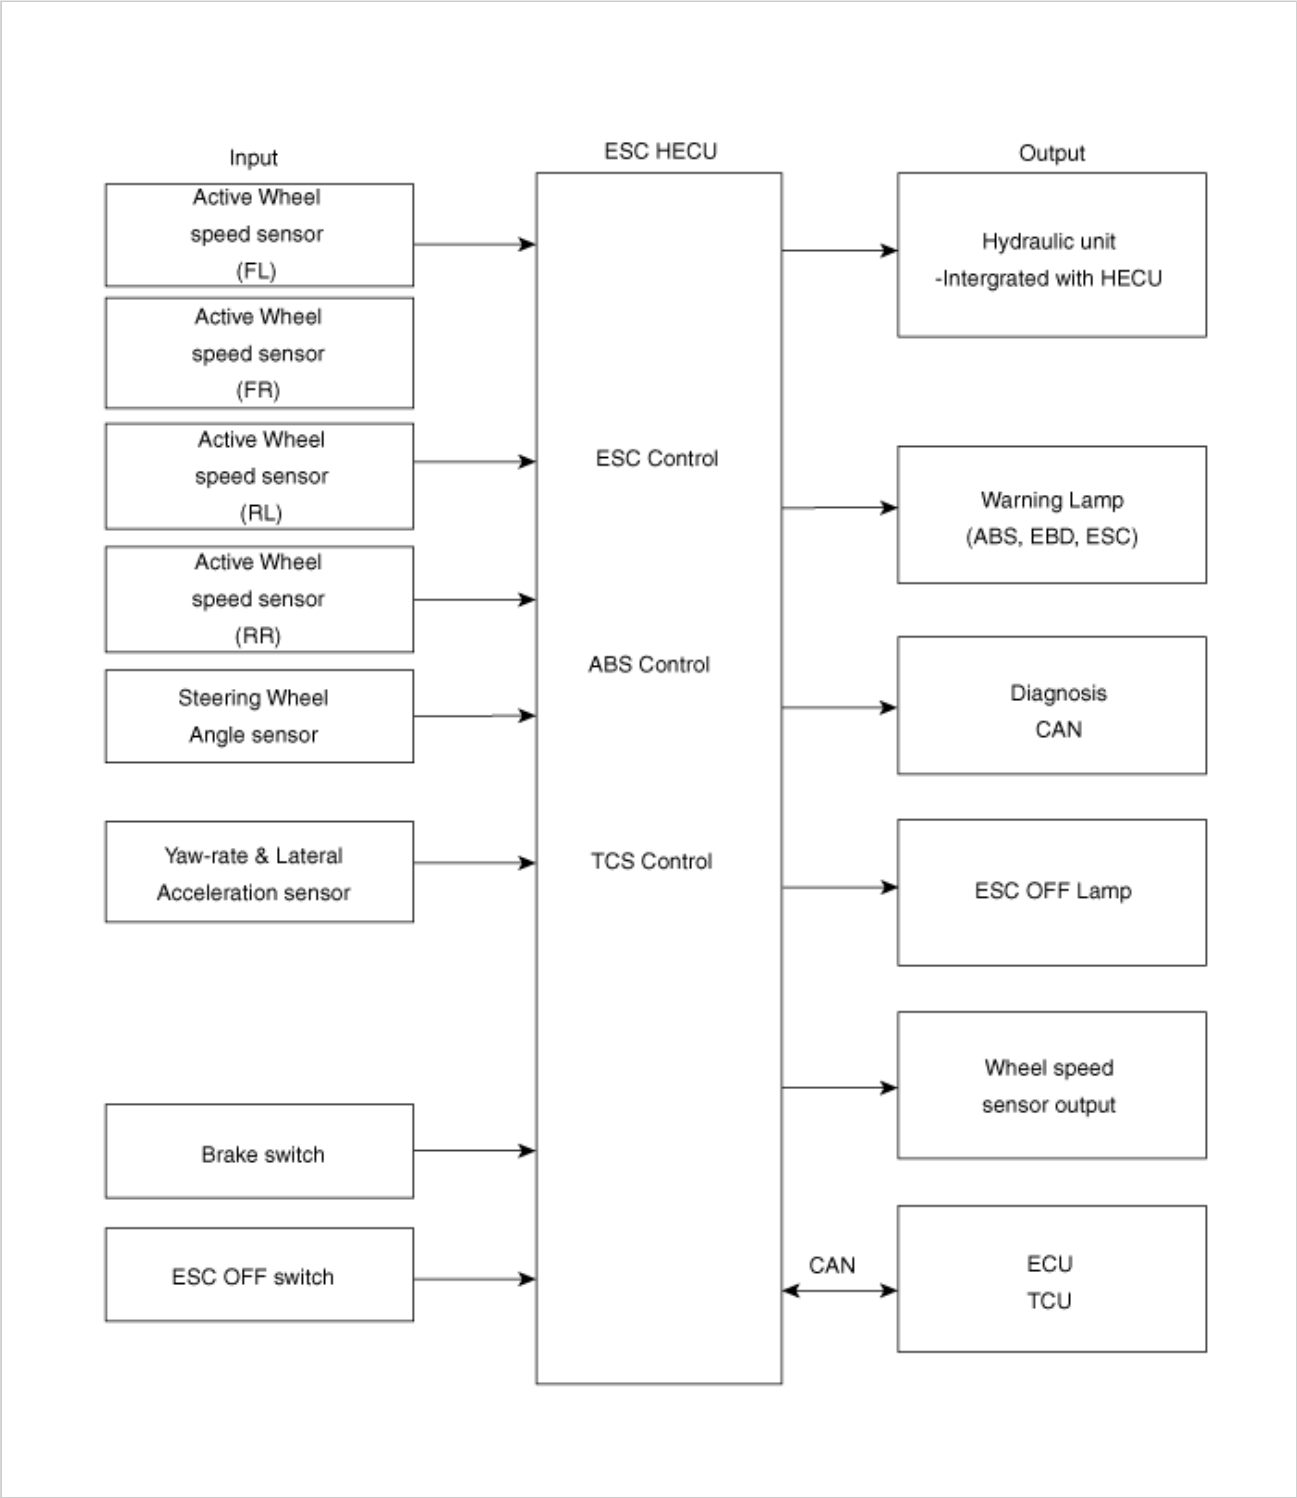 Input
Active Wheel
speed sensor
(FL)
Active Wheel
speed sensor
(FR)
Active Wheel
speed sensor
(RL)
Active Wheel
speed sensor
(RR)
Steering Wheel
Angle sensor
Yaw-rate & Lateral
Acceleration sensor
Brake switch
ESC OFF switch
ESC HECU
ESC Control
ABS Control
TCS Control
Output
Hydraulic unit
-Intergrated with HECU
Warning Lamp
(ABS, EBD, ESC)
Diagnosis
CAN
ESC OFF Lamp
Wheel speed
sensor output
CAN
ECU
TCU